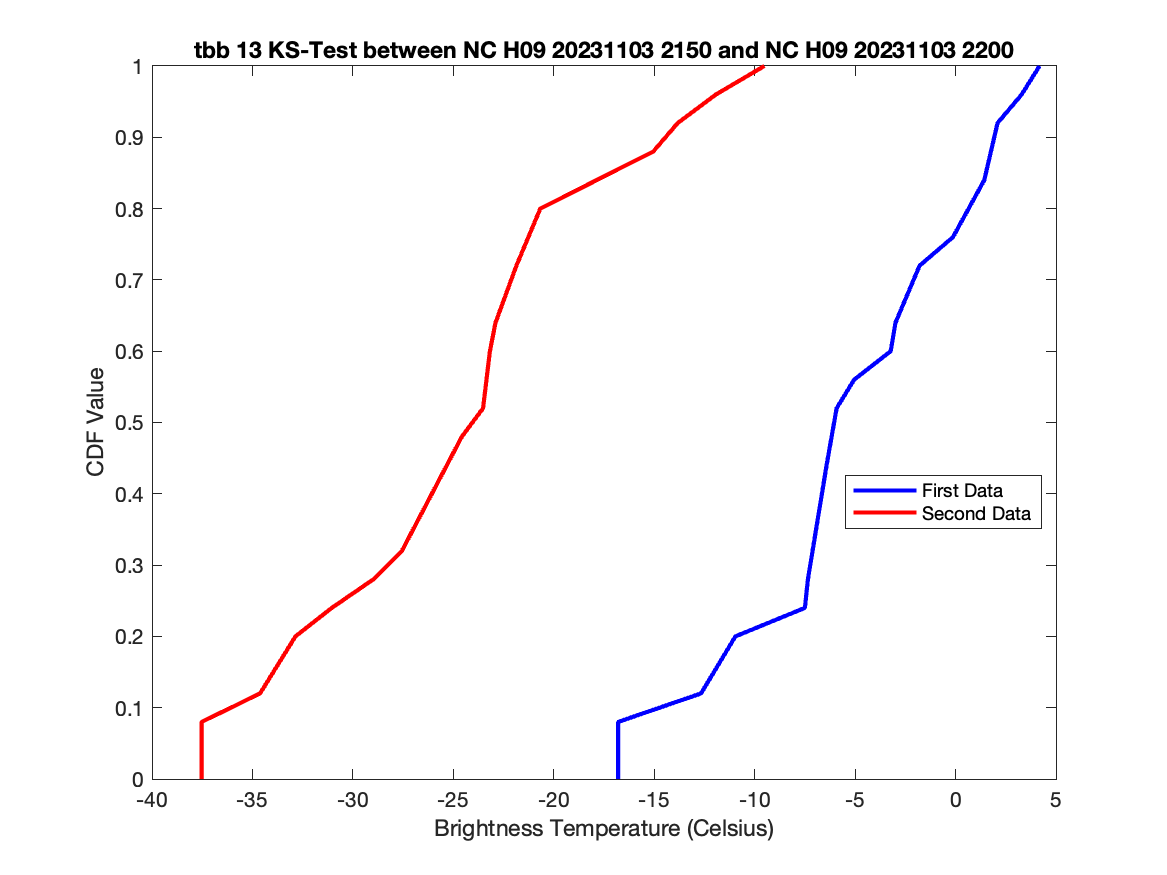 tbb 13 KS-Test between NC H09 20231103 2150 and NC H09 20231103 2200
1
0.9
0.8
0.7
0.6
0.5
0.4
0.3
0.2
0.1
0
CDF Value
First Data
Second Data
-40 -35 -30 -25 -20 -15 -10 -5 0 5
Brightness Temperature (Celsius)